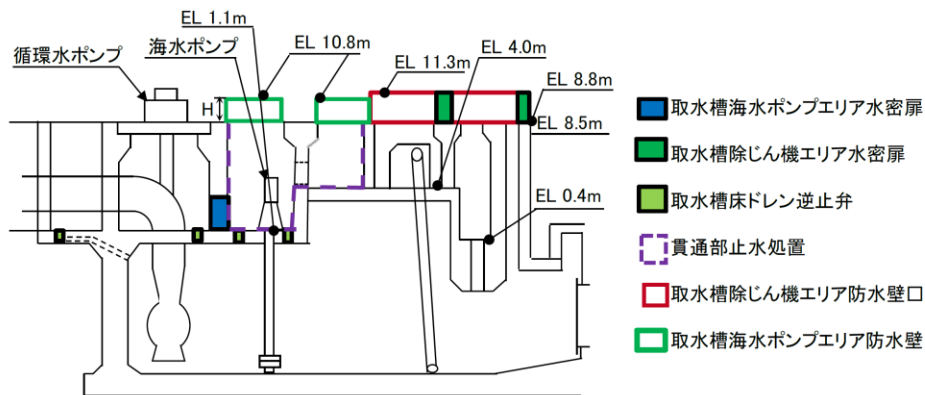 EL 1.1m
循環水ポンプ
海水ポンプ
EL 10.8m
EL 11.3m
EL 4.0m
EL 8.8m
H
EL 8.5m
EL 0.4m
取水槽海水ポンプエリア水密扉
取水槽除じん機エリア水密扉
取水槽床ドレン逆止弁
貫通部止水処置
取水槽除じん機エリア防水壁口
取水槽海水ポンプエリア防水壁